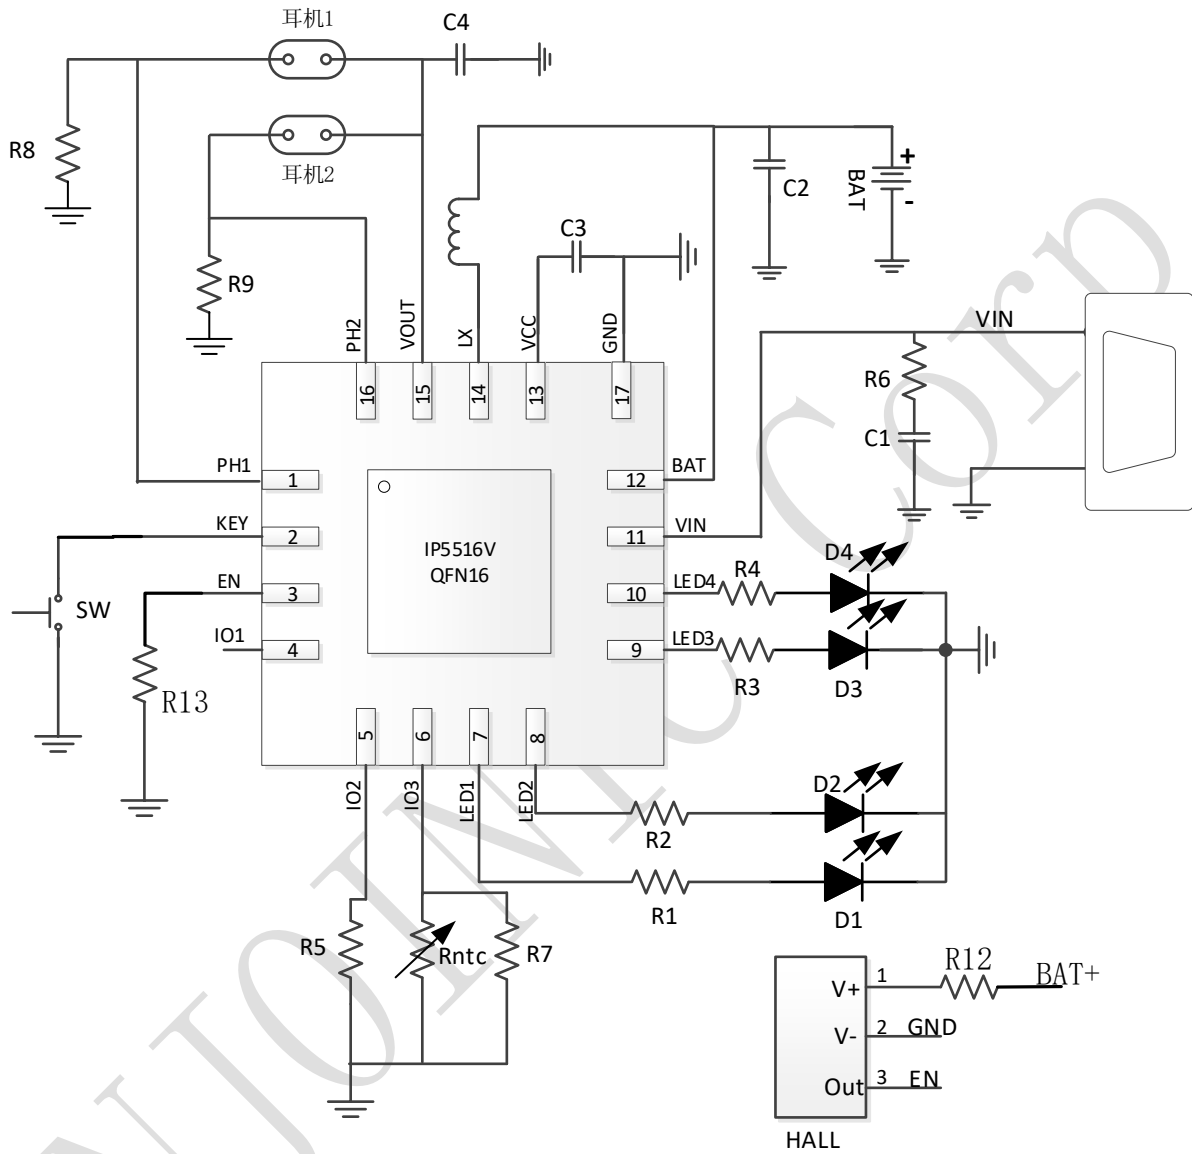 耳机1
C4
R8
耳机2
C2
BAT
+
-
C3
R9
PH2
VOUT
LX
VCC
GND
VIN
16
15
14
13
17
R6
C1
PH1
1
12
BAT
KEY
2
11
VIN
IP5516V
QFN16
EN
3
10
LED4
R4
D4
SW
IO1
4
9
LED3
R3
D3
R13
5
6
7
8
IO2
IO3
LED1
LED2
R2
D2
R1
D1
R5
Rntc
R7
V+
1
R12
BAT+
V-
2
GND
Out
3
EN
HALL
INJOINIC Corp